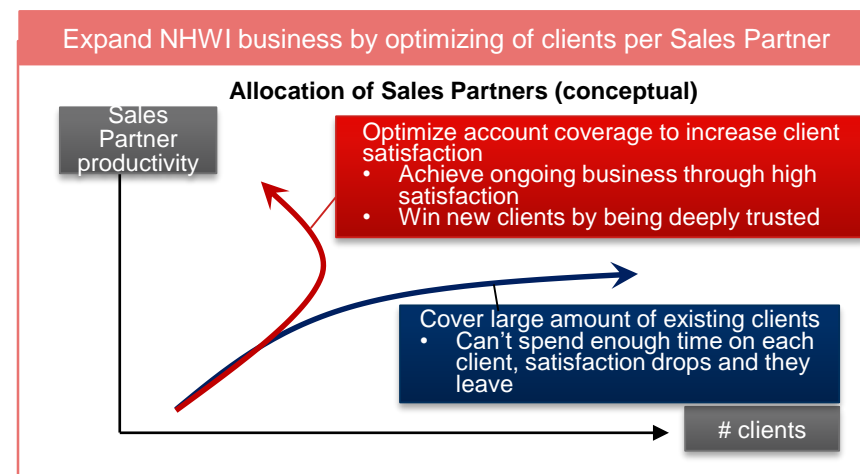 Expand NHWI business by optimizing of clients per Sales Partner
Allocation of Sales Partners (conceptual)
Sales
Partner
productivity
Optimize account coverage to increase client
satisfaction
• Achieve ongoing business through high
satisfaction
• Win new clients by being deeply trusted
Cover large amount of existing clients
• Can't spend enough time on each
client, satisfaction drops and they
leave
# clients